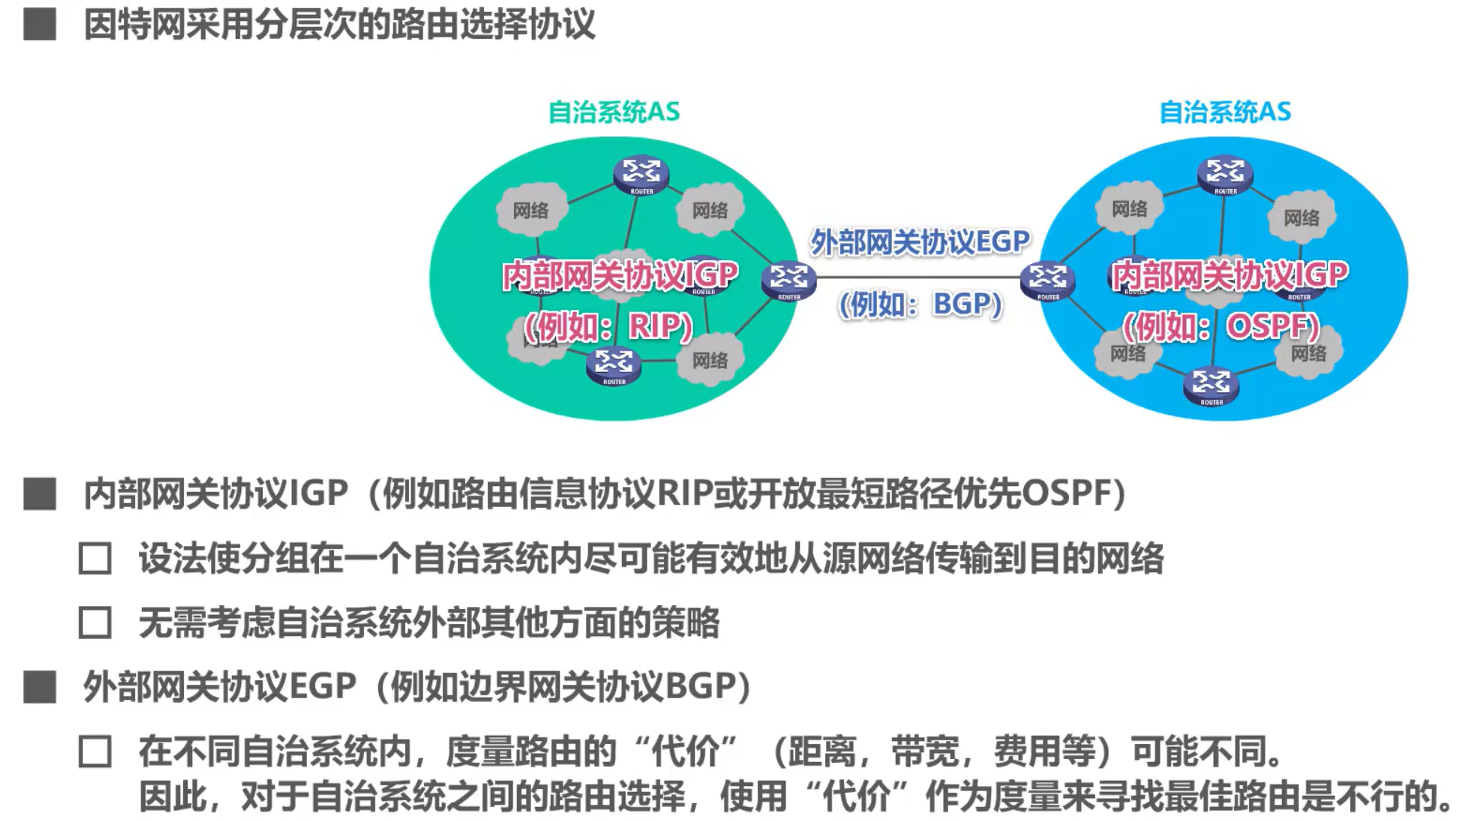 因特网采用分层次的路由选择协议
自治系统AS
自治系统AS
ROUTER
网络
网络
内部网关协议IGP
(例如：RIP)
ROUTER
ROUTER
网络
网络
ROUTER
ROUTER
外部网关协议EGP
(例如：BGP)
ROUTER
网络
网络
内部网关协议IGP
(例如：OSPF)
ROUTER
ROUTER
ROUTER
网络
网络
ROUTER
内部网关协议IGP（例如路由信息协议RIP或开放最短路径优先OSPF）
设法使分组在一个自治系统内尽可能有效地从源网络传输到目的网络
无需考虑自治系统外部其他方面的策略
外部网关协议EGP（例如边界网关协议BGP）
在不同自治系统内，度量路由的“代价”（距离，带宽，费用等）可能不同。
因此，对于自治系统之间的路由选择，使用“代价”作为度量来寻找最佳路由是不行的。